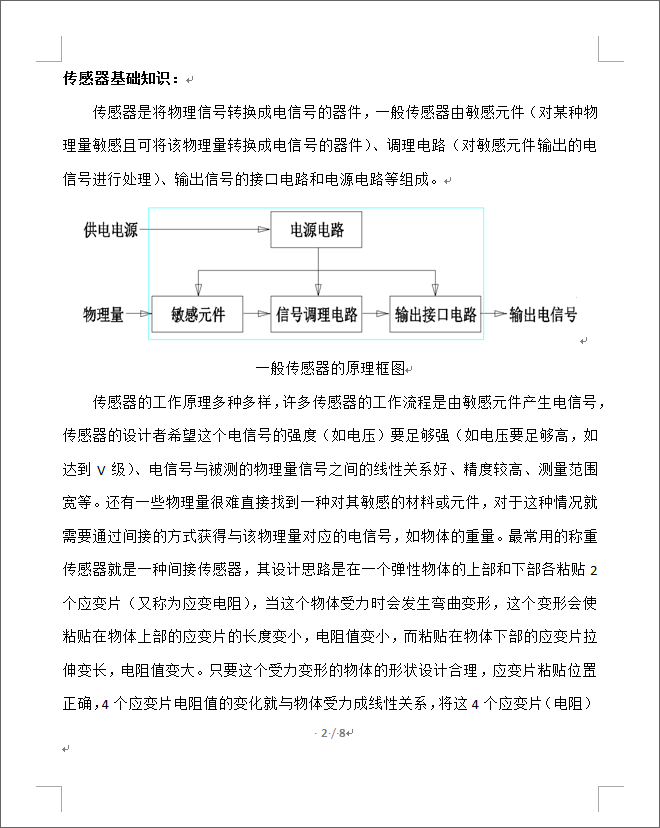 传感器基础知识：
传感器是将物理信号转换成电信号的器件，一般传感器由敏感元件（对某种物
理量敏感且可将该物理量转换成电信号的器件）、调理电路（对敏感元件输出的电
信号进行处理）、输出信号的接口电路和电源电路等组成。
供电电源
电源电路
物理量
敏感元件
信号调理电路
输出接口电路
输出电信号
一般传感器的原理框图
传感器的工作原理多种多样，许多传感器的工作流程是由敏感元件产生电信号，
传感器的设计者希望这个电信号的强度（如电压）要足够强（如电压要足够高，如
达到 V 级）、电信号与被测的物理量信号之间的线性关系好、精度较高、测量范围
宽等。还有一些物理量很难直接找到一种对其敏感的材料或元件，对于这种情况就
需要通过间接的方式获得与该物理量对应的电信号，如物体的重量。最常用的称重
传感器就是一种间接传感器，其设计思路是在一个弹性物体的上部和下部各粘贴 2
个应变片（又称为应变电阻），当这个物体受力时会发生弯曲变形，这个变形会使
粘贴在物体上部的应变片的长度变小，电阻值变小，而粘贴在物体下部的应变片拉
伸变长，电阻值变大。只要这个受力变形的物体的形状设计合理，应变片粘贴位置
正确，4 个应变片电阻值的变化就与物体受力成线性关系，将这 4 个应变片（电阻）
2 / 8